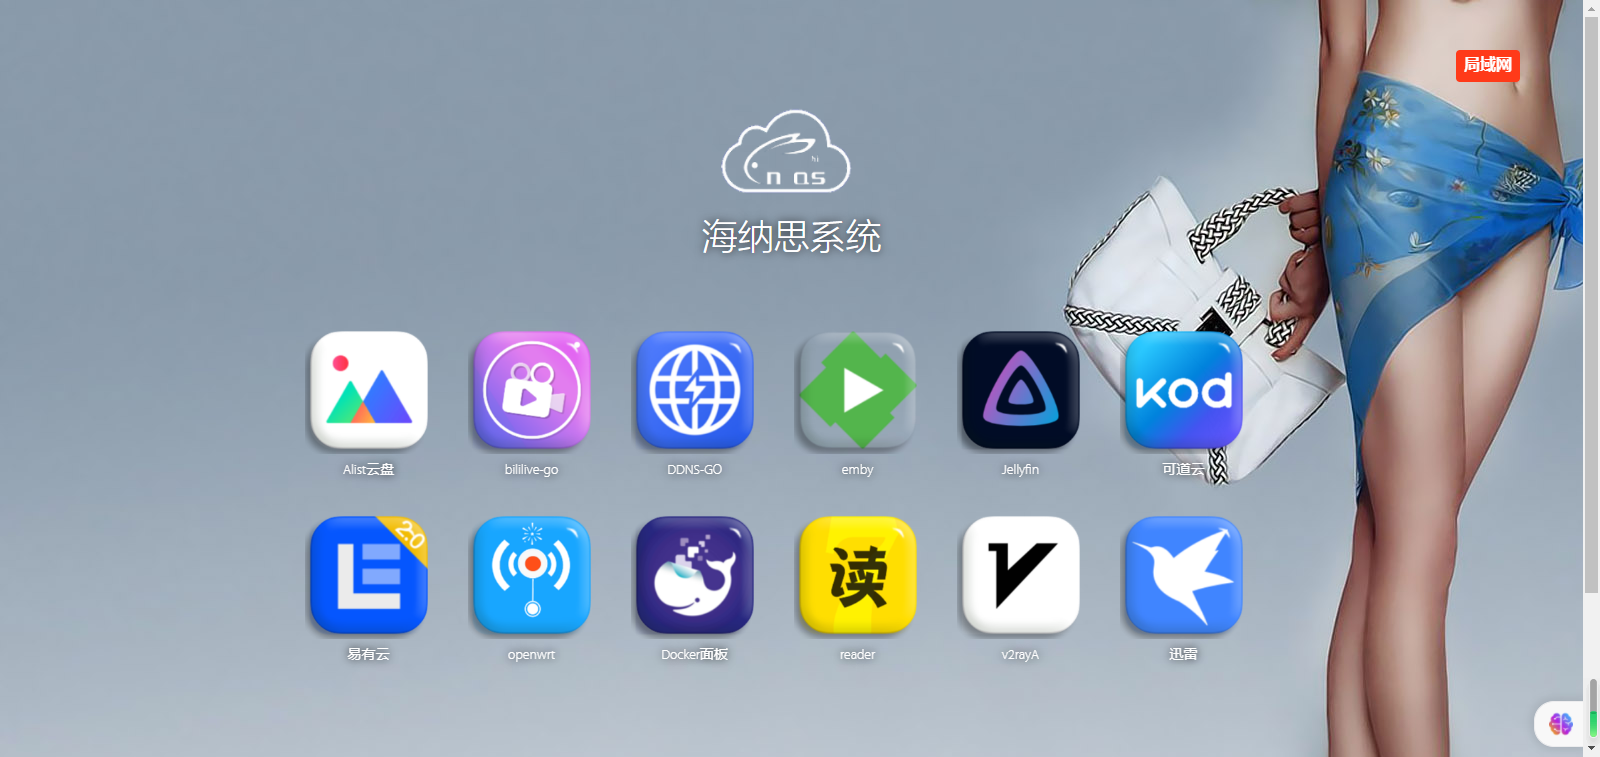 局域网
hi
nas
海纳思系统
kod
Alist云盘
bililive-go
DDNS-GO
emby
Jellyfin
可道云
2.0
读
易有云
openwrt
Docker面板
reader
v2rayA
迅雷